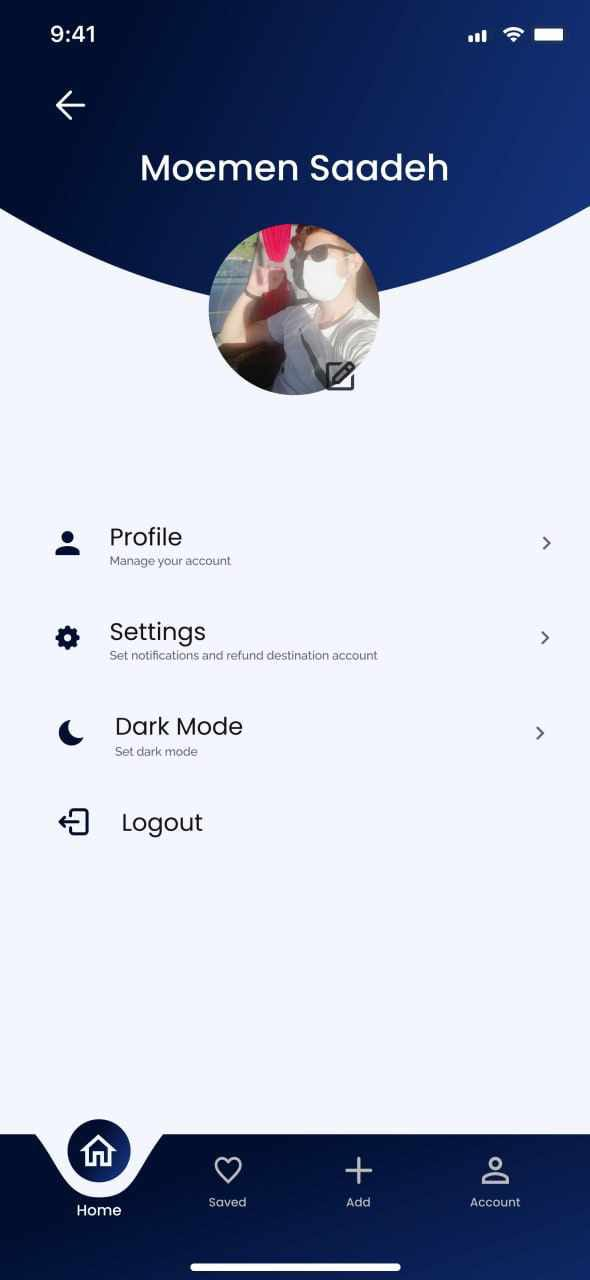 9:41
Moemen Saadeh
Profile
Manage your account
Settings
Set notifications and refund destination account
Dark Mode
Set dark mode
Logout
Home
Saved
Add
Account